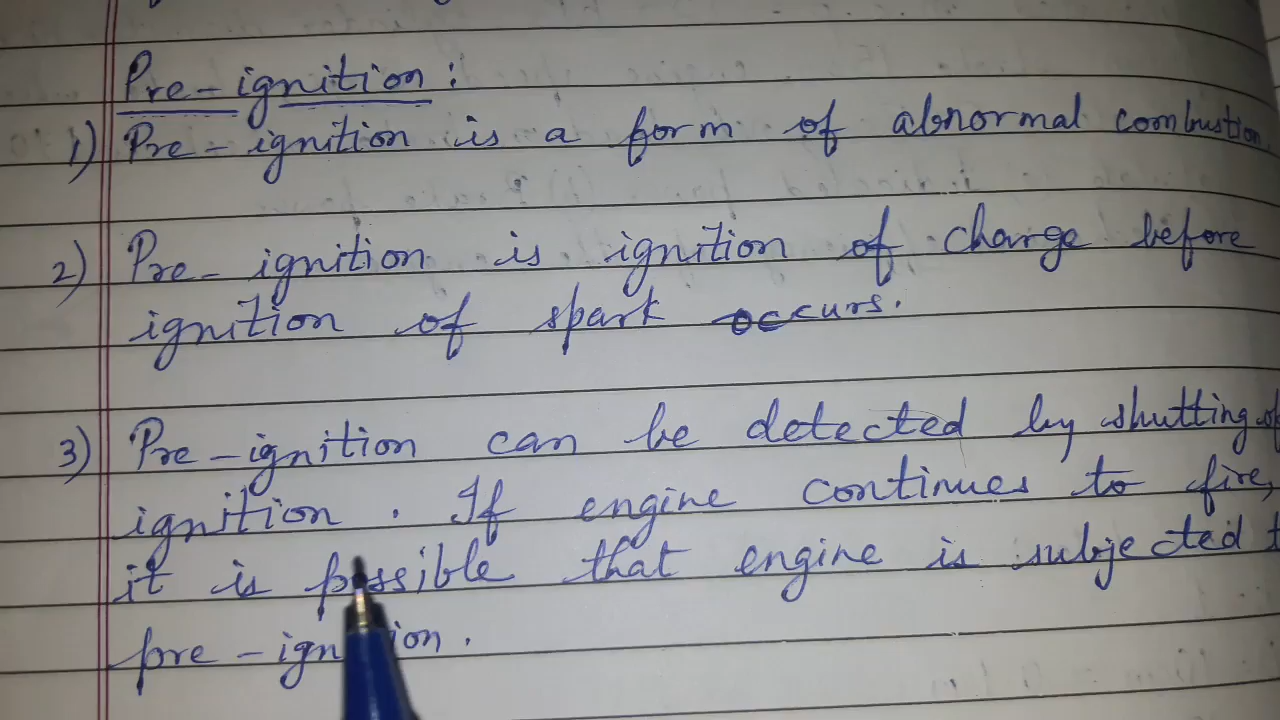 Pre-ignition:
1) Pre-ignition is a form of abnormal combustion
2) Pre-ignition is ignition of charge before
ignition of spark occurs.
3) Pre-ignition can be detected by shutting of
ignition. If engine continues to fire,
it is possible that engine is subjected t
pre-ignition.